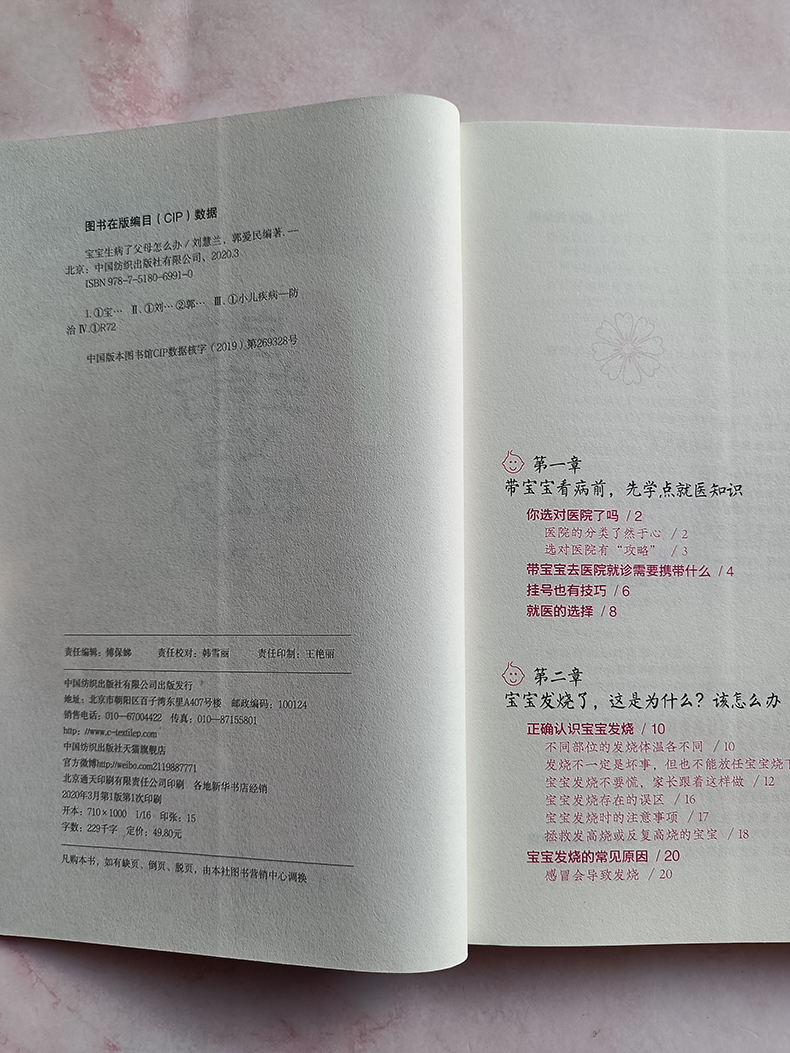 图书在版编目（CIP）数据
宝宝生病了父母怎么办／刘慧兰，郭爱民编著．—
北京：中国纺织出版社有限公司，2020.3
ISBN 978-7-5180-6991-0
Ⅰ.①宝… Ⅱ.①刘…②郭… Ⅲ.①小儿疾病—防
治 Ⅳ.①R72
中国版本图书馆CIP数据核字（2019）第269328号
责任编辑：傅保娣 责任校对：韩雪丽 责任印制：王艳丽
中国纺织出版社有限公司出版发行
地址：北京市朝阳区百子湾东里A407号楼 邮政编码：100124
销售电话：010—67004422 传真：010—87155801
http: //www.c-textilep.com
中国纺织出版社天猫旗舰店
官方微博http://weibo.com/2119887771
北京通天印刷有限责任公司印刷 各地新华书店经销
2020年3月第1版第1次印刷
开本：710×1000 1/16 印张：15
字数：229千字 定价：49.80元
凡购本书，如有缺页、倒页、脱页，由本社图书营销中心调换
第一章
带宝宝看病前，先学点就医知识
你选对医院了吗 / 2
医院的分类了然于心 / 2
选对医院有“攻略” / 3
带宝宝去医院就诊需要携带什么 / 4
挂号也有技巧 / 6
就医的选择 / 8
第二章
宝宝发烧了，这是为什么？该怎么办
正确认识宝宝发烧 / 10
不同部位的发烧体温各不同 / 10
发烧不一定是坏事，但也不能放任宝宝烧下
宝宝发烧不要慌，家长跟着这样做 / 12
宝宝发烧存在的误区 / 16
宝宝发烧时的注意事项 / 17
拯救发高烧或反复高烧的宝宝 / 18
宝宝发烧的常见原因 / 20
感冒会导致发烧 / 20